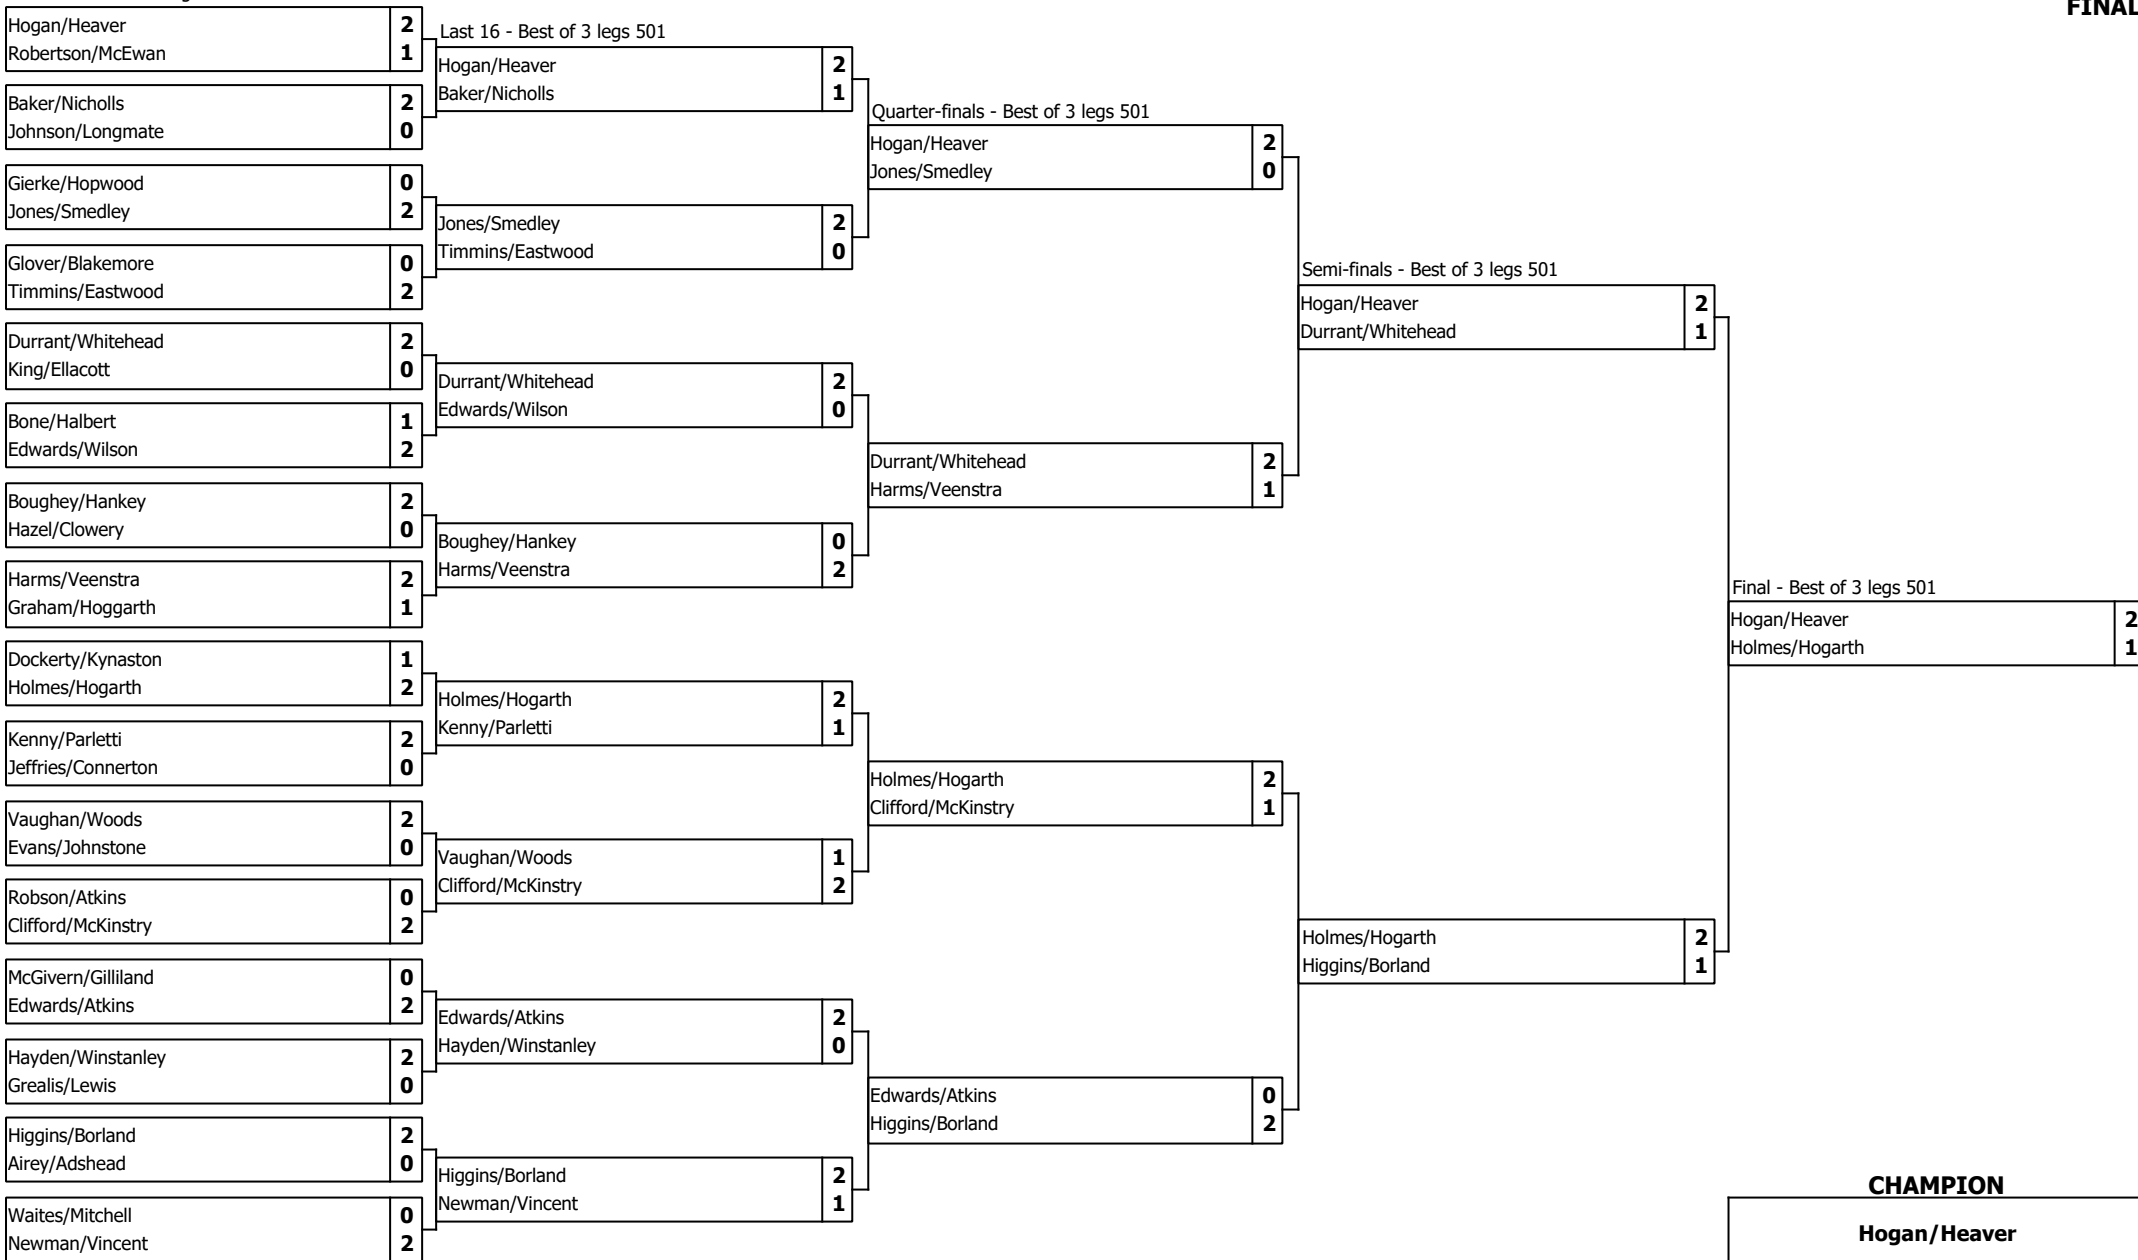 FINAL
Hogan/Heaver 2
Robertson/McEwan 1
Baker/Nicholls 2
Johnson/Longmate 0
Gierke/Hopwood 0
Jones/Smedley 2
Glover/Blakemore 0
Timmins/Eastwood 2
Durrant/Whitehead 2
King/Ellacott 0
Bone/Halbert 1
Edwards/Wilson 2
Boughey/Hankey 2
Hazel/Clowery 0
Harms/Veenstra 2
Graham/Hoggarth 1
Dockerty/Kynaston 1
Holmes/Hogarth 2
Kenny/Parletti 2
Jeffries/Connerton 0
Vaughan/Woods 2
Evans/Johnstone 0
Robson/Atkins 0
Clifford/McKinstry 2
McGivern/Gilliland 0
Edwards/Atkins 2
Hayden/Winstanley 2
Grealis/Lewis 0
Higgins/Borland 2
Airey/Adshead 0
Waites/Mitchell 0
Newman/Vincent 2
Last 16 - Best of 3 legs 501
Hogan/Heaver 2
Baker/Nicholls 1
Jones/Smedley 2
Timmins/Eastwood 0
Durrant/Whitehead 2
Edwards/Wilson 0
Boughey/Hankey 0
Harms/Veenstra 2
Holmes/Hogarth 2
Kenny/Parletti 1
Vaughan/Woods 1
Clifford/McKinstry 2
Edwards/Atkins 2
Hayden/Winstanley 0
Higgins/Borland 2
Newman/Vincent 1
Quarter-finals - Best of 3 legs 501
Hogan/Heaver 2
Jones/Smedley 0
Durrant/Whitehead 2
Harms/Veenstra 1
Holmes/Hogarth 2
Clifford/McKinstry 1
Edwards/Atkins 0
Higgins/Borland 2
Semi-finals - Best of 3 legs 501
Hogan/Heaver 2
Durrant/Whitehead 1
Holmes/Hogarth 2
Higgins/Borland 1
Final - Best of 3 legs 501
Hogan/Heaver 2
Holmes/Hogarth 1
CHAMPION
Hogan/Heaver